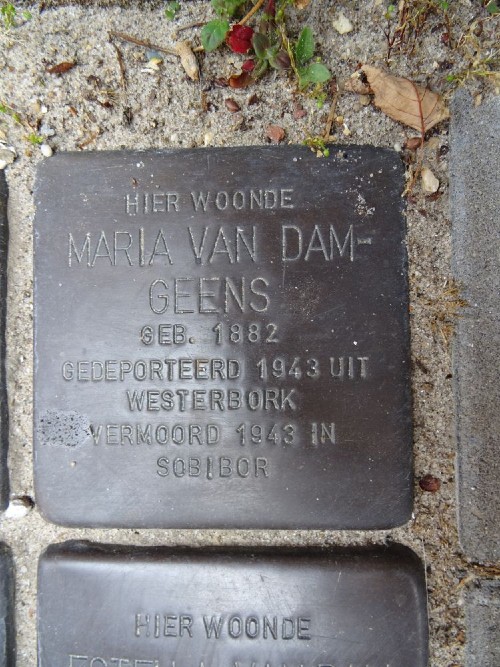 HIER WOONDE
MARIA VAN DAM-
GEENS
GEB. 1882
GEDEPORTEERD 1943 UIT
WESTERBORK
VERMOORD 1943 IN
SOBIBOR
HIER WOONDE